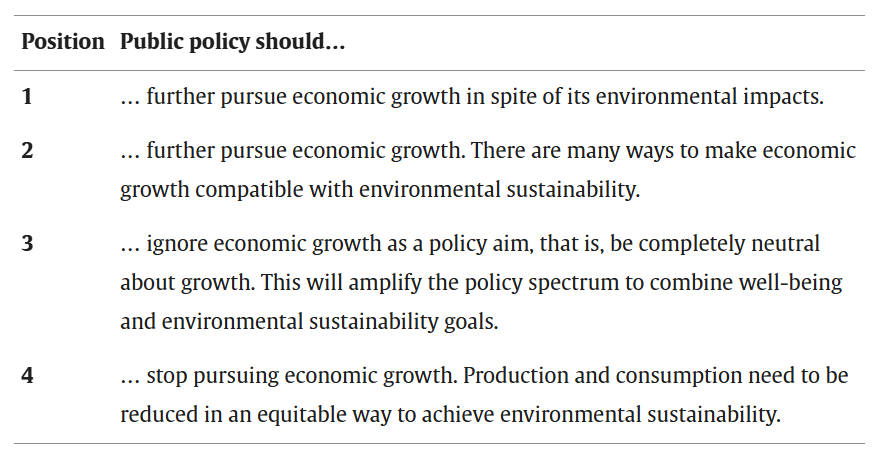 Position Public policy should…
1 … further pursue economic growth in spite of its environmental impacts.
2 … further pursue economic growth. There are many ways to make economic
growth compatible with environmental sustainability.
3 … ignore economic growth as a policy aim, that is, be completely neutral
about growth. This will amplify the policy spectrum to combine well-being
and environmental sustainability goals.
4 … stop pursuing economic growth. Production and consumption need to be
reduced in an equitable way to achieve environmental sustainability.